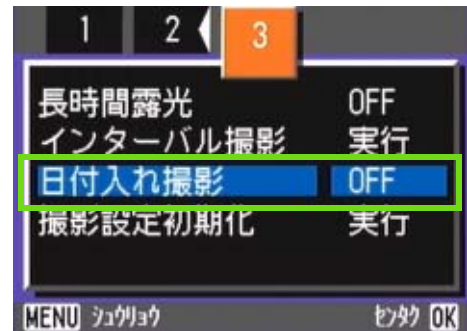 1 2 3
長時間露光 OFF
インターバル撮影 実行
日付入れ撮影 OFF
撮影設定初期化 実行
MENU シュウリョウ センタク OK